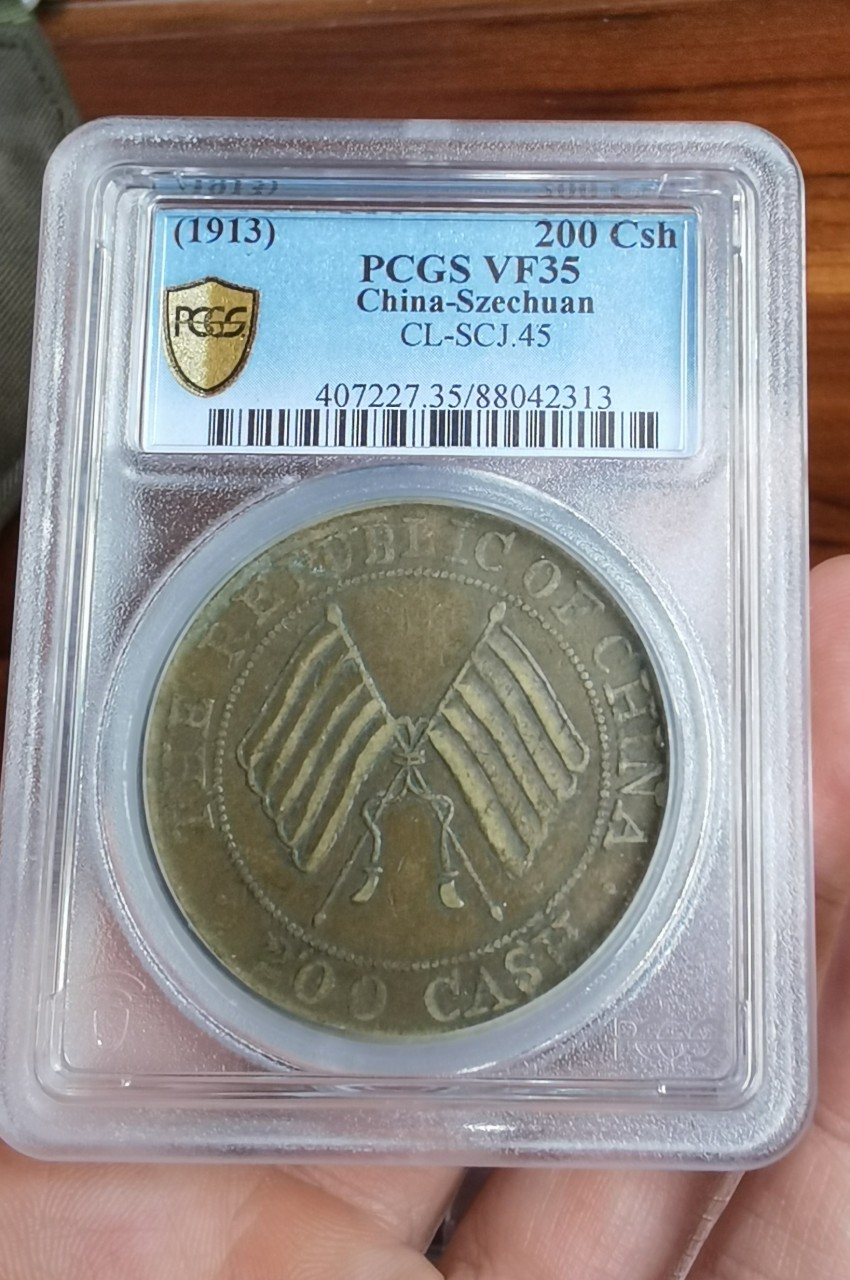 (1913) 200 Csh
PCGS VF35
China-Szechuan
CL-SCJ.45
PCGS
407227.35/88042313
THE REPUBLIC OF CHINA
200 CASH